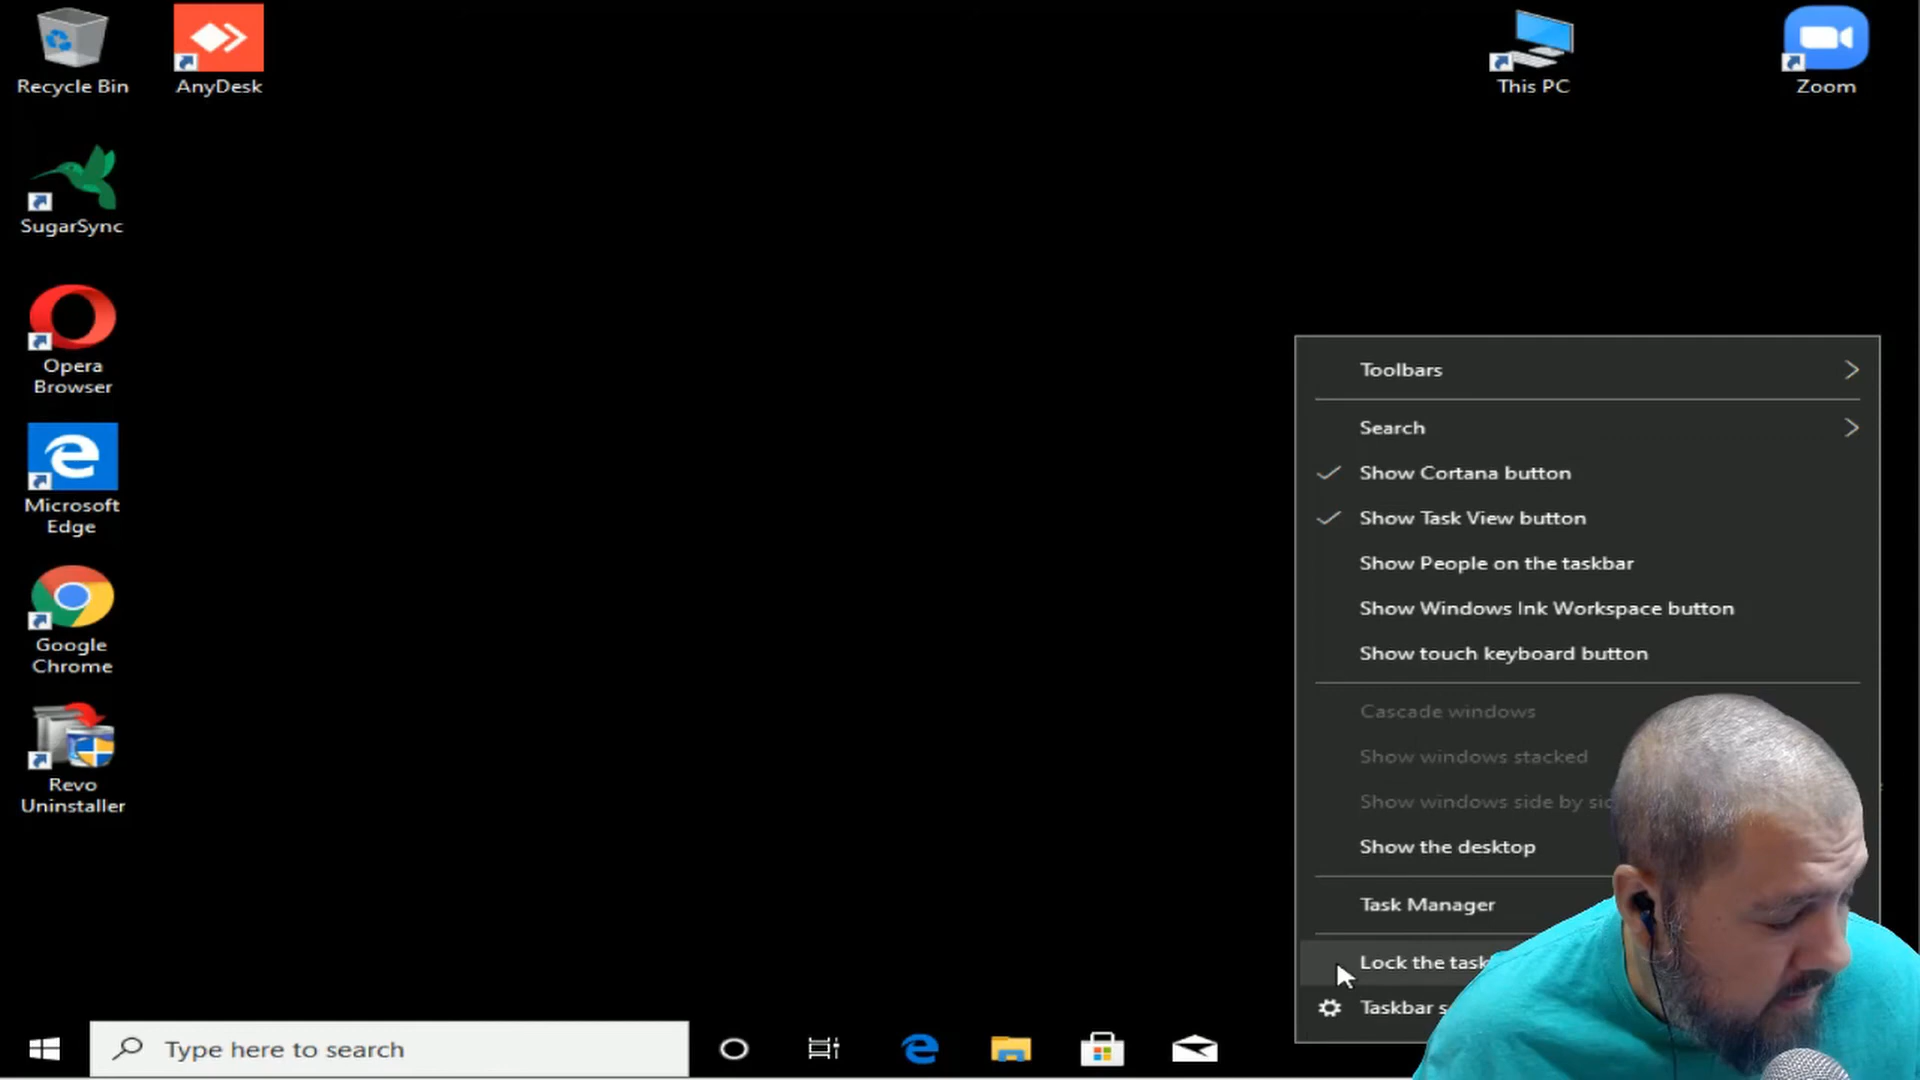 Recycle Bin
AnyDesk
This PC
Zoom
SugarSync
Opera
Browser
Microsoft
Edge
Google
Chrome
Revo
Uninstaller
Toolbars
Search
Show Cortana button
Show Task View button
Show People on the taskbar
Show Windows Ink Workspace button
Show touch keyboard button
Cascade windows
Show windows stacked
Show windows side by
Show the desktop
Task Manager
Lock the
Taskbar
Type here to search